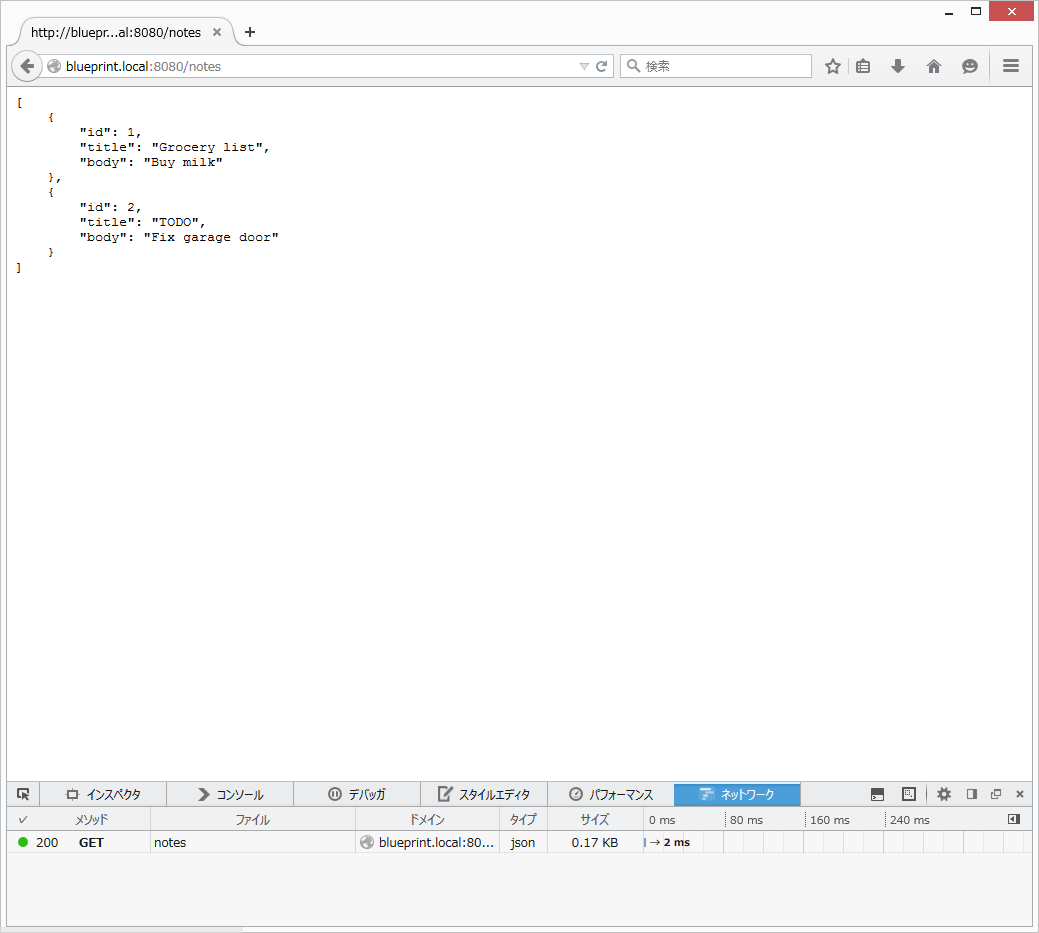 http://bluepr...al:8080/notes
blueprint.local:8080/notes
検索
[
    {
        "id": 1,
        "title": "Grocery list",
        "body": "Buy milk"
    },
    {
        "id": 2,
        "title": "TODO",
        "body": "Fix garage door"
    }
]
インスペクタ コンソール デバッガ スタイルエディタ パフォーマンス ネットワーク
✓ メソッド ファイル ドメイン タイプ サイズ 0 ms 80 ms 160 ms 240 ms
200 GET notes blueprint.local:80... json 0.17 KB → 2 ms